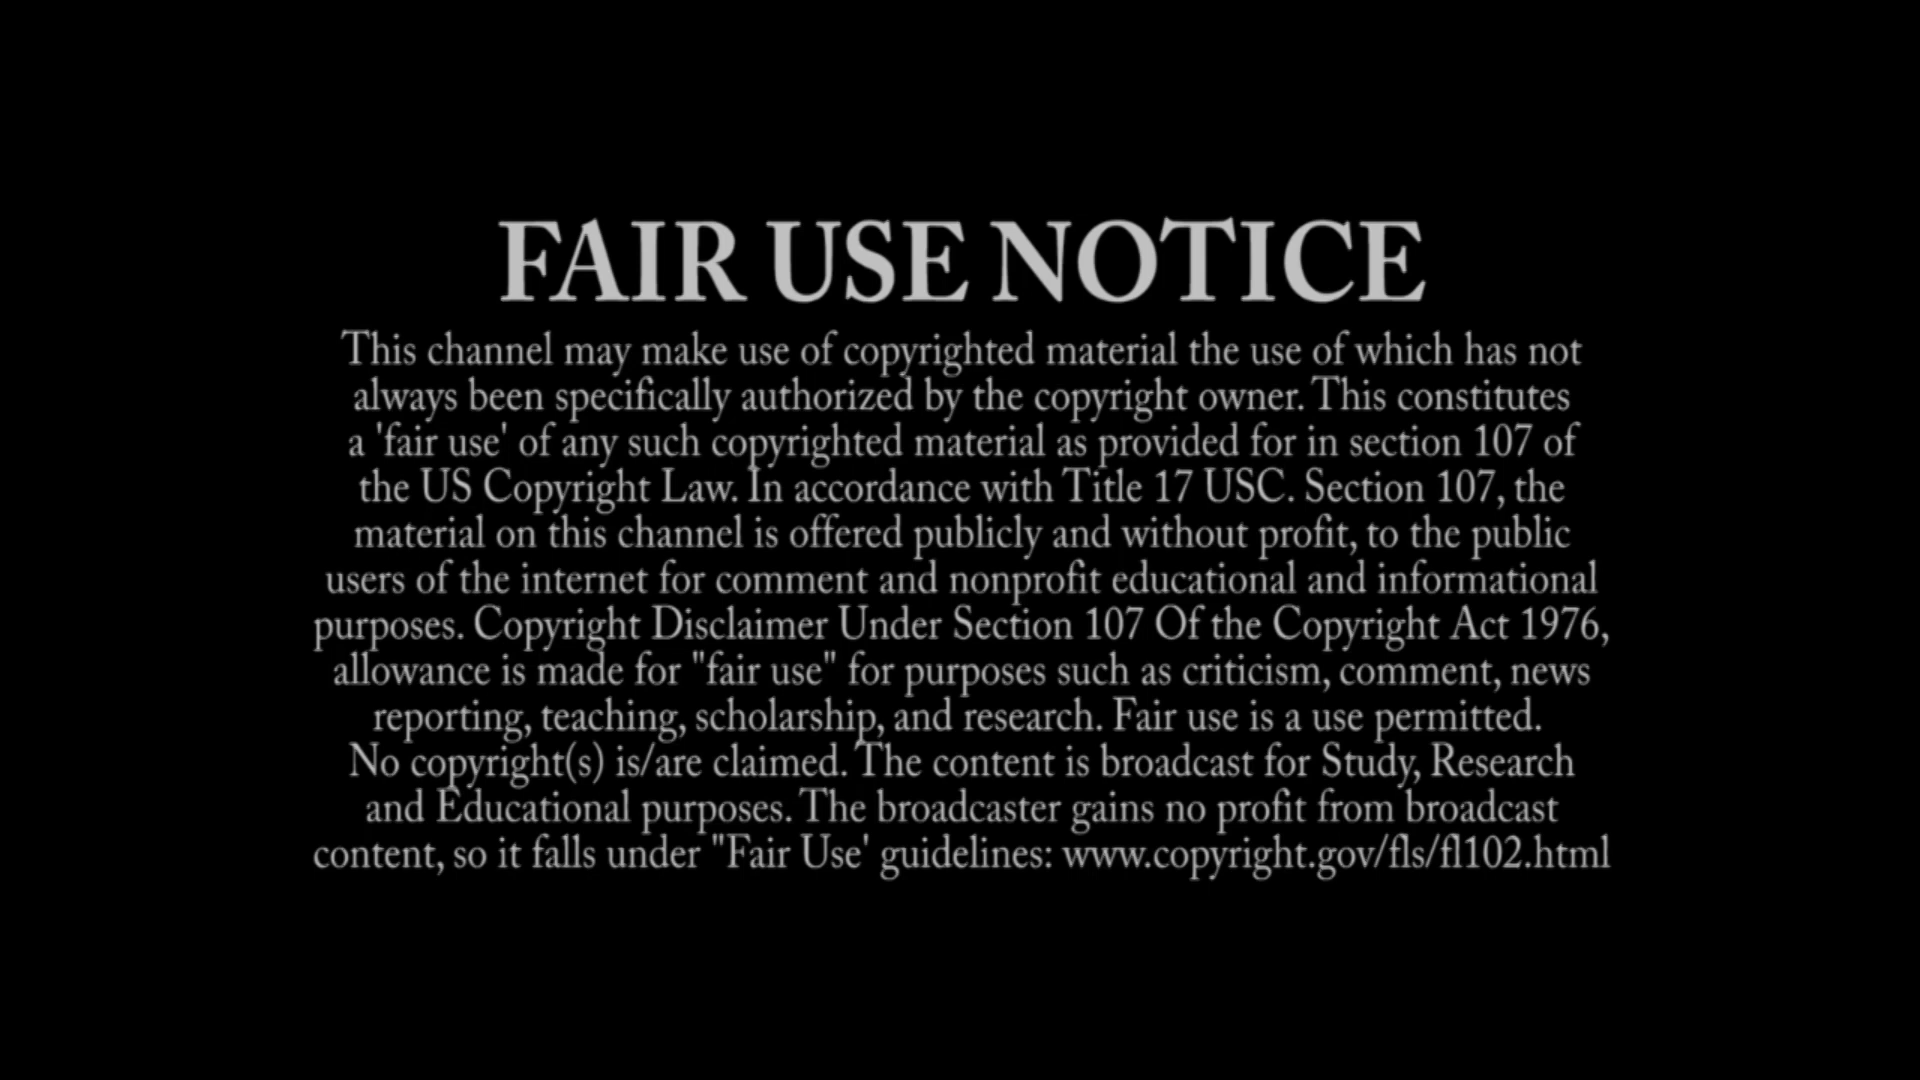 FAIR USE NOTICE
This channel may make use of copyrighted material the use of which has not
always been specifically authorized by the copyright owner. This constitutes
a 'fair use' of any such copyrighted material as provided for in section 107 of
the US Copyright Law. In accordance with Title 17 USC. Section 107, the
material on this channel is offered publicly and without profit, to the public
users of the internet for comment and nonprofit educational and informational
purposes. Copyright Disclaimer Under Section 107 Of the Copyright Act 1976,
allowance is made for "fair use" for purposes such as criticism, comment, news
reporting, teaching, scholarship, and research. Fair use is a use permitted.
No copyright(s) is/are claimed. The content is broadcast for Study, Research
and Educational purposes. The broadcaster gains no profit from broadcast
content, so it falls under "Fair Use' guidelines: www.copyright.gov/fls/fl102.html